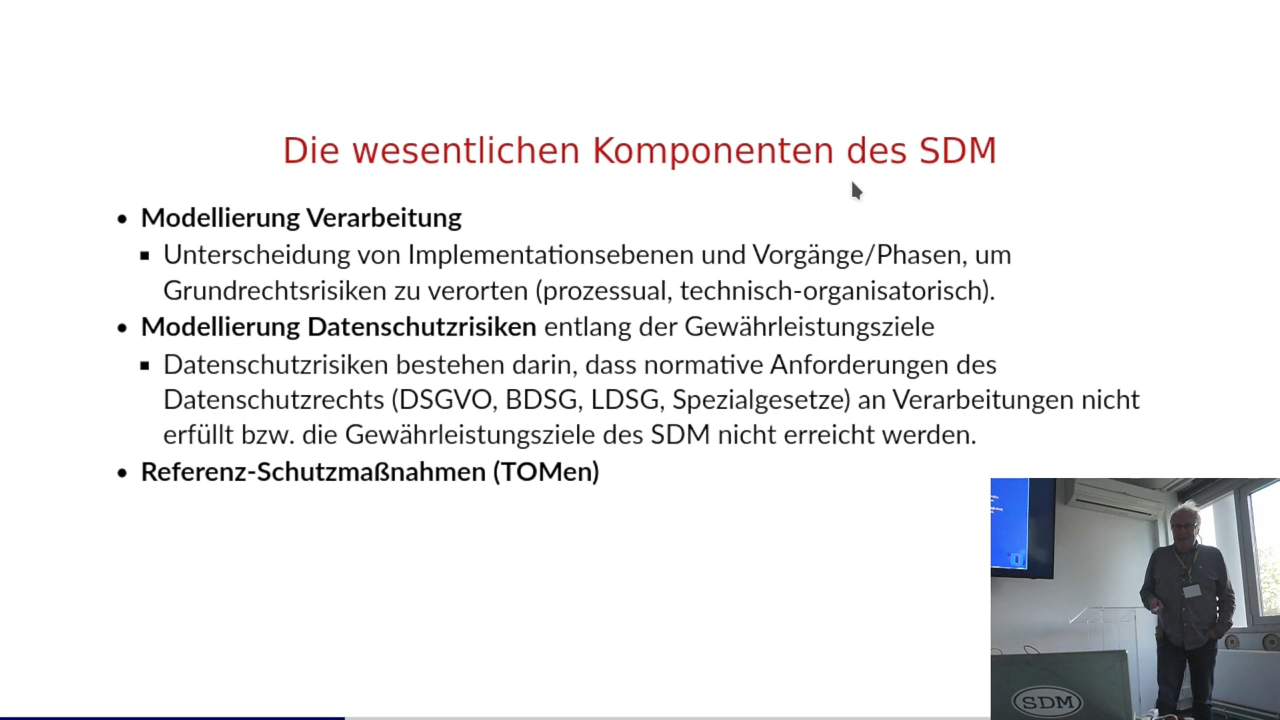 Die wesentlichen Komponenten des SDM
• Modellierung Verarbeitung
▪ Unterscheidung von Implementationsebenen und Vorgänge/Phasen, um
Grundrechtsrisiken zu verorten (prozessual, technisch-organisatorisch).
• Modellierung Datenschutzrisiken entlang der Gewährleistungsziele
▪ Datenschutzrisiken bestehen darin, dass normative Anforderungen des
Datenschutzrechts (DSGVO, BDSG, LDSG, Spezialgesetze) an Verarbeitungen nicht
erfüllt bzw. die Gewährleistungsziele des SDM nicht erreicht werden.
• Referenz-Schutzmaßnahmen (TOMen)
SDM